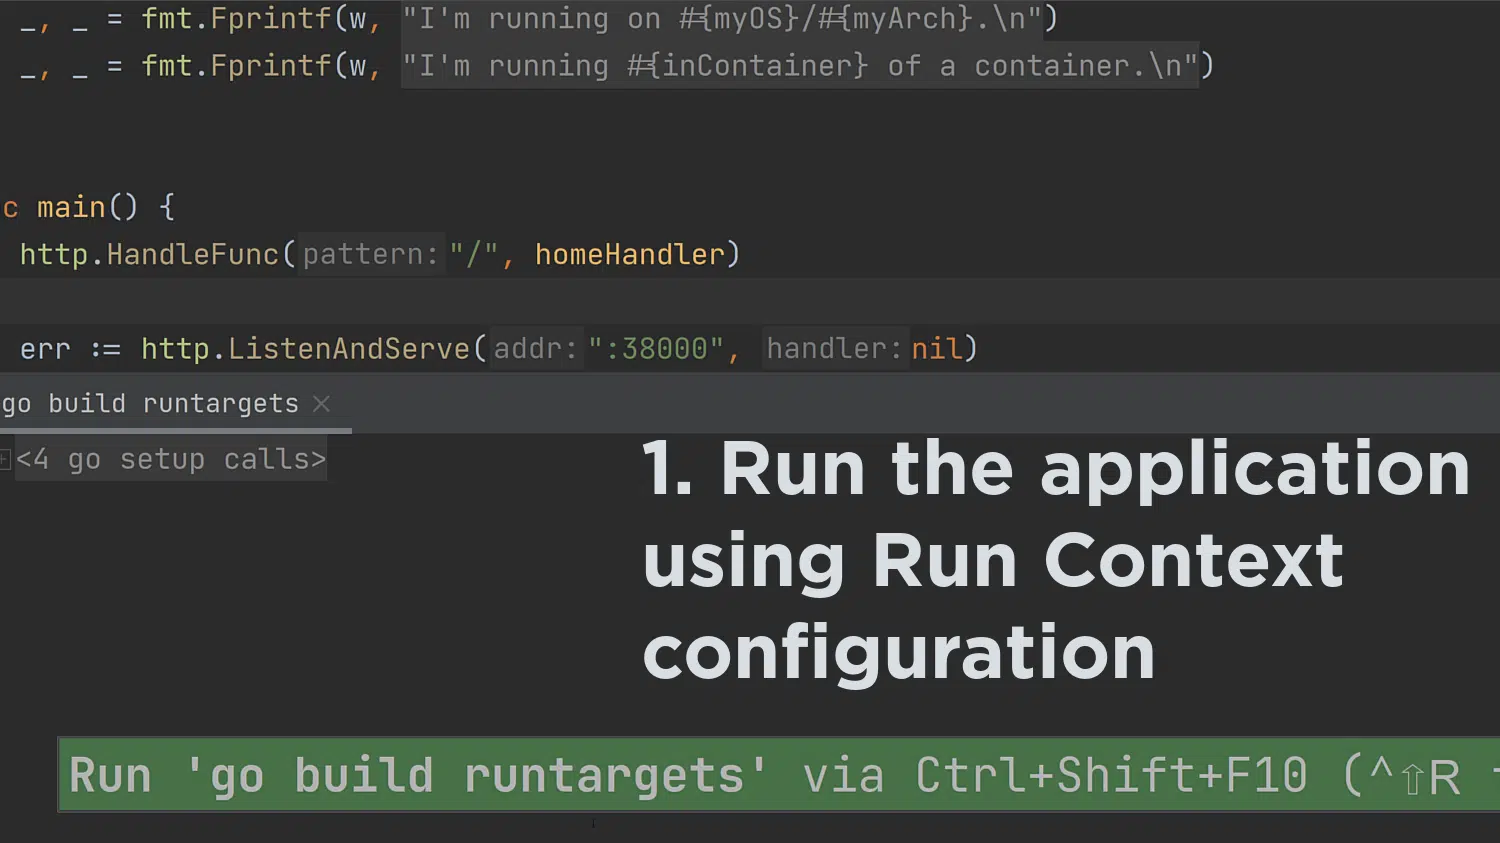 _, _ = fmt.Fprintf(w, "I'm running on #{myOS}/#{myArch}.\n")
_, _ = fmt.Fprintf(w, "I'm running #{inContainer} of a container.\n")
c main() {
http.HandleFunc( pattern: "/", homeHandler)
err := http.ListenAndServe( addr: ":38000", handler: nil)
go build runtargets ×
<4 go setup calls>
1. Run the application
using Run Context
configuration
Run 'go build runtargets' via Ctrl+Shift+F10 (^⇧R